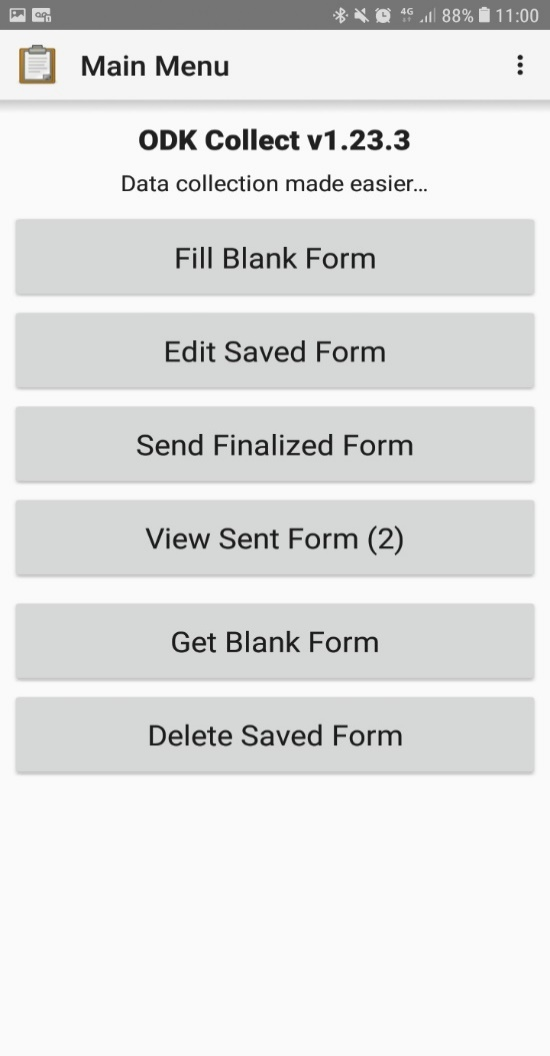 4G 88% 11:00
Main Menu
ODK Collect v1.23.3
Data collection made easier...
Fill Blank Form
Edit Saved Form
Send Finalized Form
View Sent Form (2)
Get Blank Form
Delete Saved Form